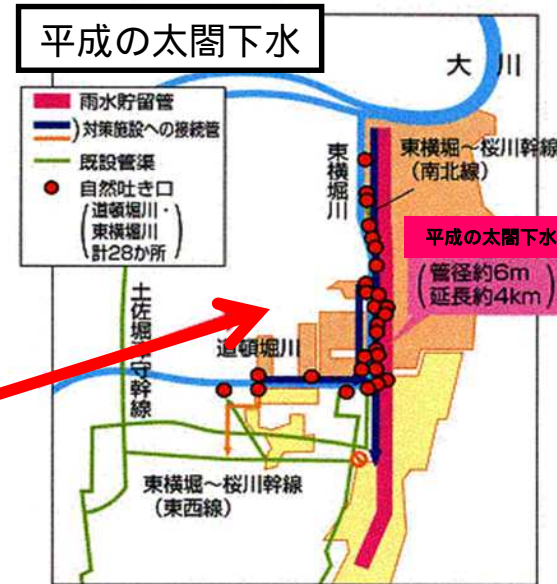 平成の太閤下水
大川
雨水貯留管
対策施設への接続管
既設管渠
自然吐き口
(道頓堀川・
東横堀川
計28か所)
東横堀川
東横堀~桜川幹線
(南北線)
平成の太閤下水
(管径約6m
延長約4km)
道頓堀川
土佐堀
守幹線
東横堀~桜川幹線
(東西線)